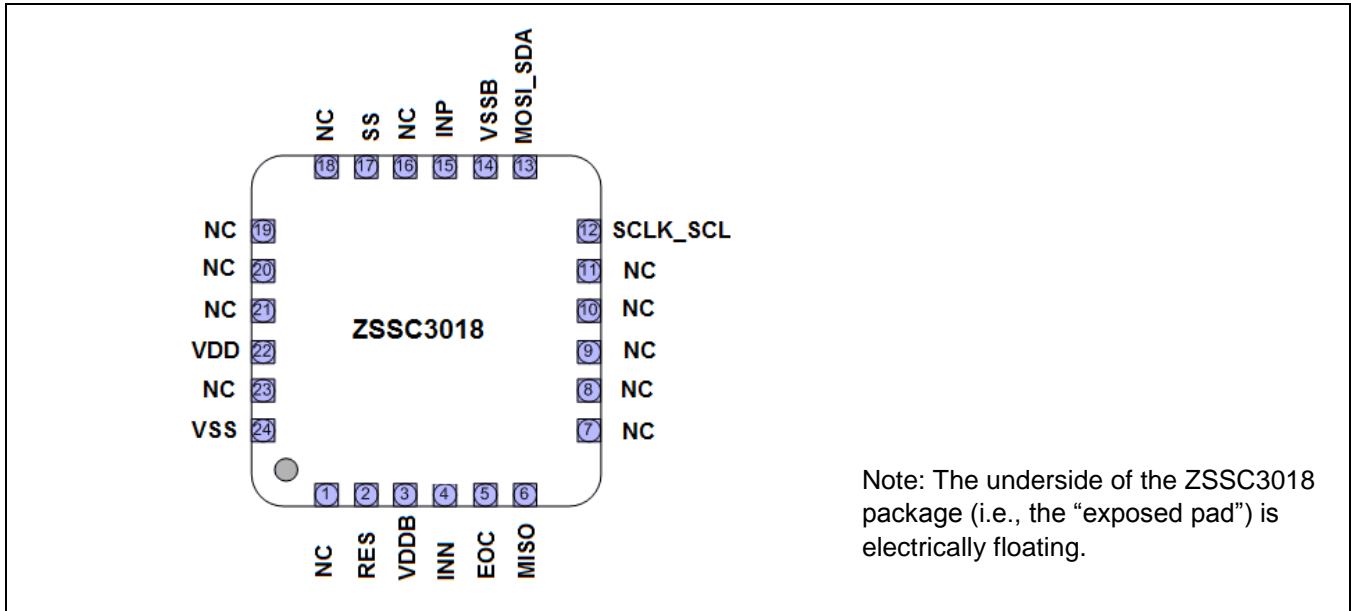 MOSI_SDA
VSSB
INP
NC
SS
NC
18
17
16
15
14
13
NC 19
NC 20
NC 21
VDD 22
NC 23
VSS 24
ZSSC3018
12 SCLK_SCL
11 NC
10 NC
9 NC
8 NC
7 NC
1
2
3
4
5
6
NC
RES
VDDB
INN
EOC
MISO
Note: The underside of the ZSSC3018
package (i.e., the “exposed pad”) is
electrically floating.